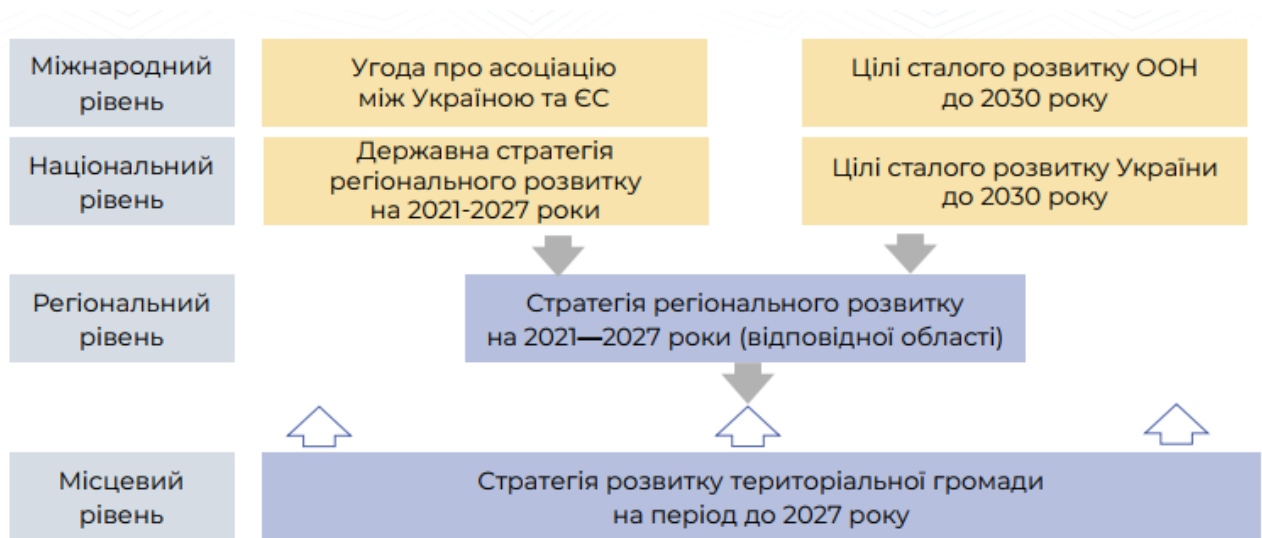 Міжнародний
рівень
Угода про асоціацію
між Україною та ЄС
Цілі сталого розвитку ООН
до 2030 року
Національний
рівень
Державна стратегія
регіонального розвитку
на 2021-2027 роки
Цілі сталого розвитку України
до 2030 року
Регіональний
рівень
Стратегія регіонального розвитку
на 2021—2027 роки (відповідної області)
Місцевий
рівень
Стратегія розвитку територіальної громади
на період до 2027 року